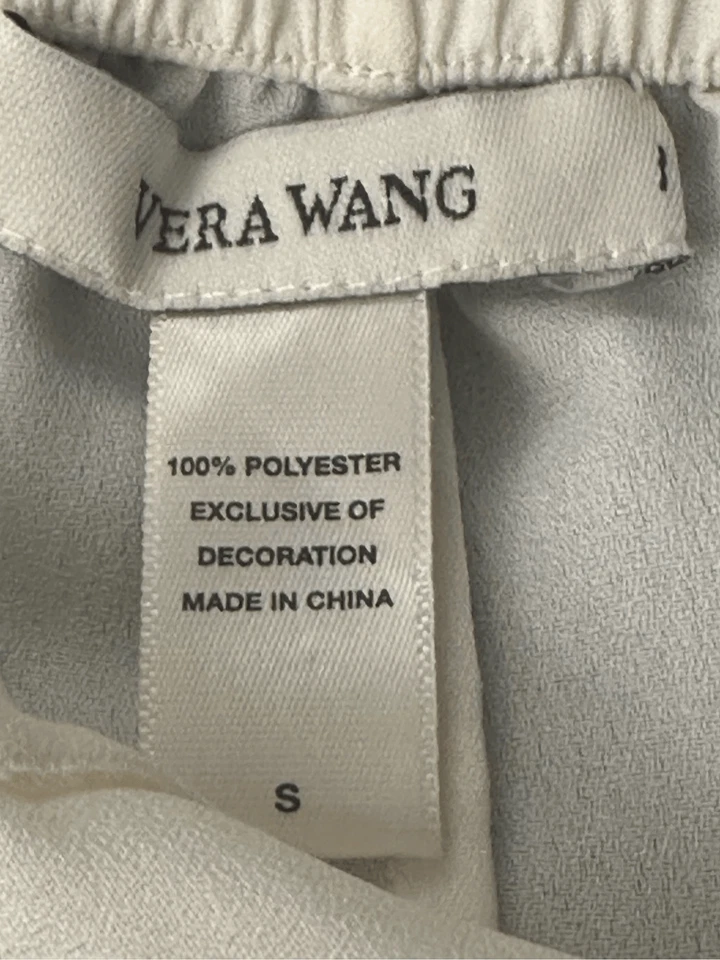 VERA WANG
100% POLYESTER
EXCLUSIVE OF
DECORATION
MADE IN CHINA
S